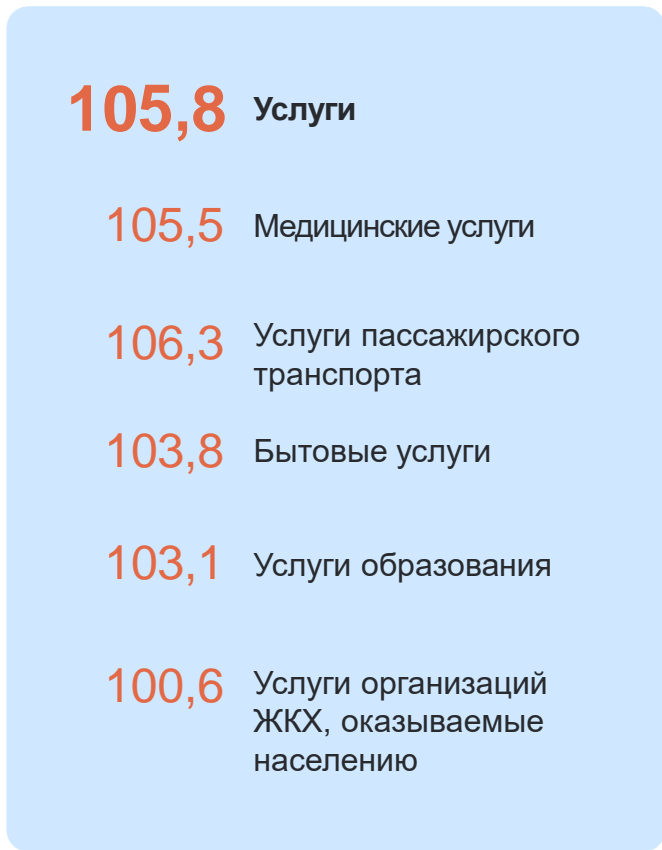 105,8 Услуги
105,5 Медицинские услуги
106,3 Услуги пассажирского
транспорта
103,8 Бытовые услуги
103,1 Услуги образования
100,6 Услуги организаций
ЖКХ, оказываемые
населению